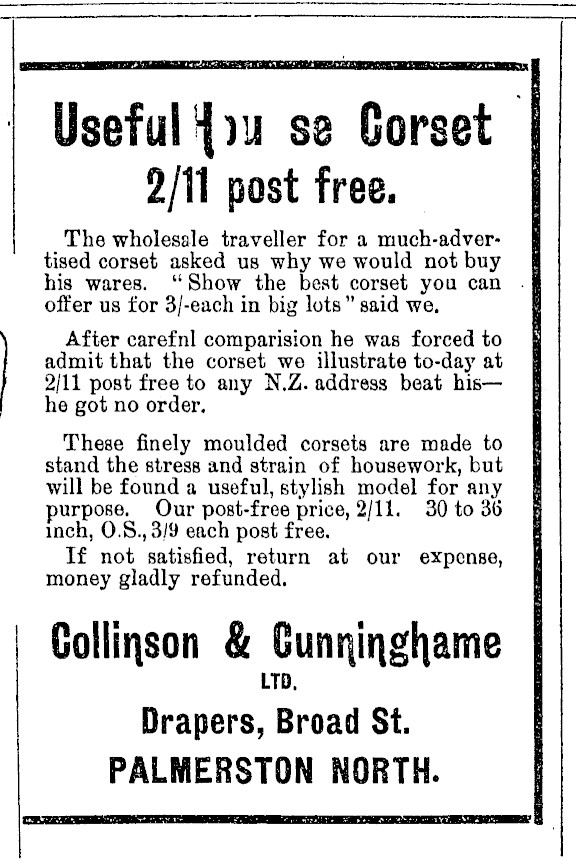 Useful House Corset
2/11 post free.
The wholesale traveller for a much-adver-
tised corset asked us why we would not buy
his wares. "Show the best corset you can
offer us for 3/-each in big lots" said we.
After carefnl comparision he was forced to
admit that the corset we illustrate to-day at
2/11 post free to any N.Z. address beat his—
he got no order.
These finely moulded corsets are made to
stand the stress and strain of housework, but
will be found a useful, stylish model for any
purpose. Our post-free price, 2/11. 30 to 36
inch, O.S., 3/9 each post free.
If not satisfied, return at our expense,
money gladly refunded.
Collinson & Cunninghame
LTD.
Drapers, Broad St.
PALMERSTON NORTH.